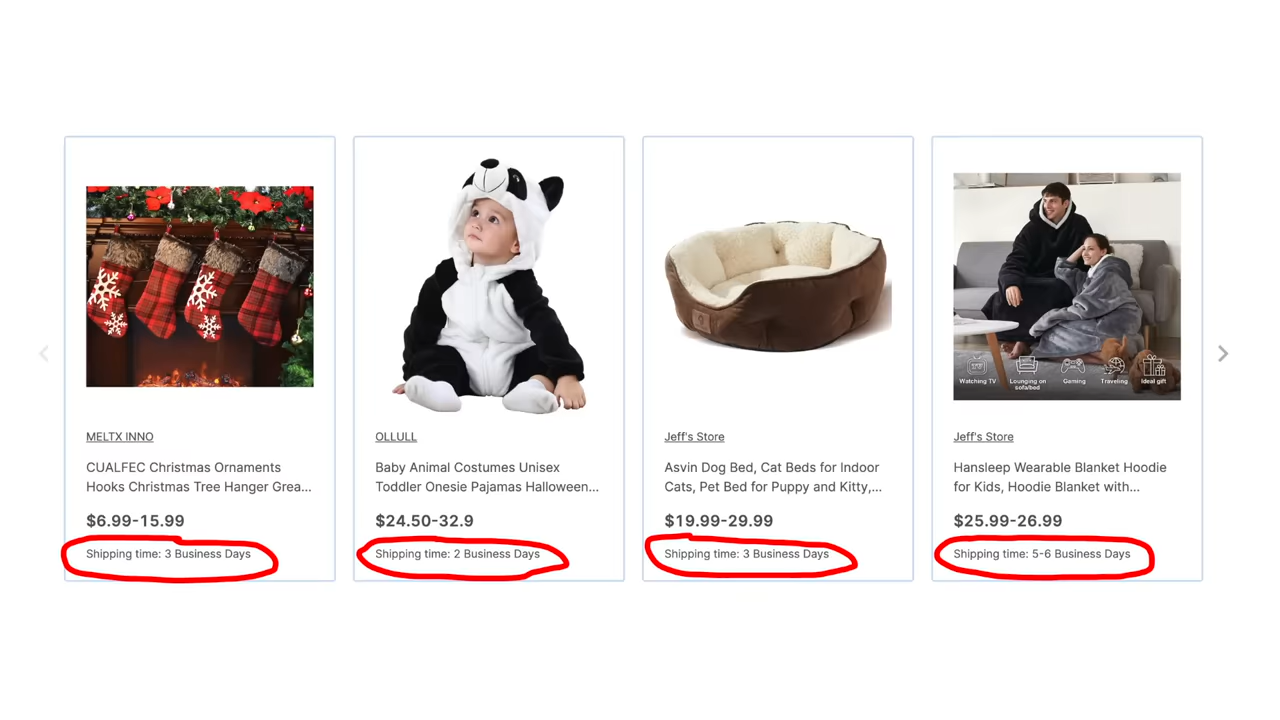 MELTX INNO
CUALFEC Christmas Ornaments
Hooks Christmas Tree Hanger Grea...
$6.99-15.99
Shipping time: 3 Business Days
OLLULL
Baby Animal Costumes Unisex
Toddler Onesie Pajamas Halloween...
$24.50-32.9
Shipping time: 2 Business Days
Jeff's Store
Asvin Dog Bed, Cat Beds for Indoor
Cats, Pet Bed for Puppy and Kitty,...
$19.99-29.99
Shipping time: 3 Business Days
Watching TV
Lounging on
sofa/bed
Gaming
Traveling
Ideal gift
Jeff's Store
Hansleep Wearable Blanket Hoodie
for Kids, Hoodie Blanket with...
$25.99-26.99
Shipping time: 5-6 Business Days